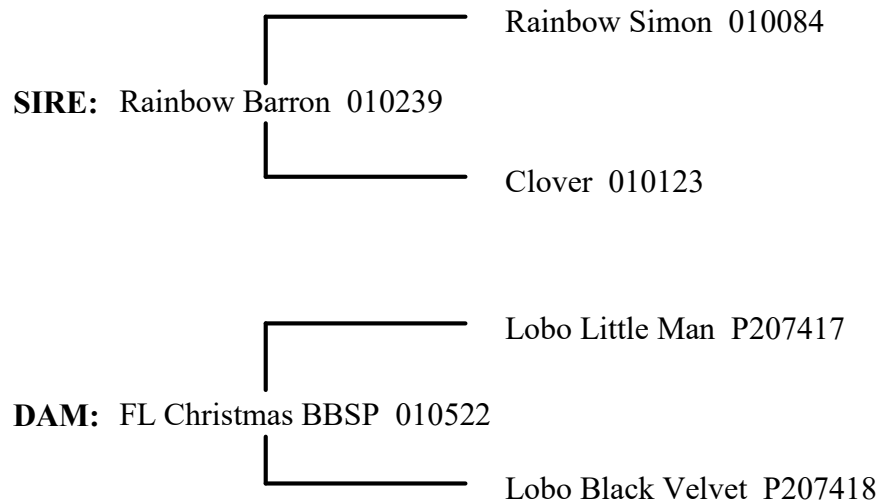 Rainbow Simon 010084
SIRE: Rainbow Barron 010239
Clover 010123
Lobo Little Man P207417
DAM: FL Christmas BBSP 010522
Lobo Black Velvet P207418